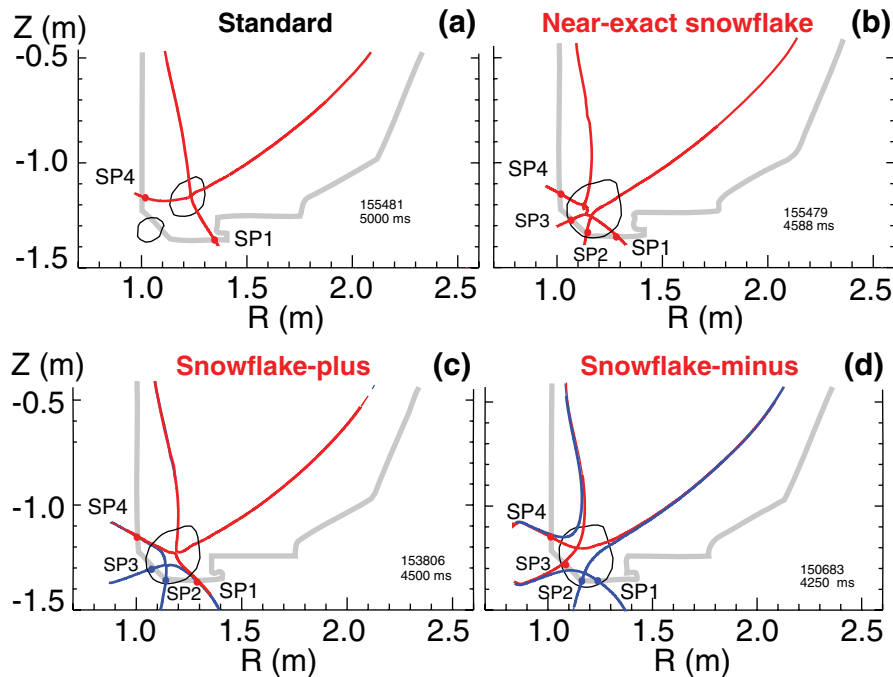 Z (m) Standard (a) Near-exact snowflake (b)
-0.5
-1.0
-1.5
SP4
SP1
155481
5000 ms
1.0 1.5 2.0 2.5
R (m)
SP4
SP3
SP2
SP1
155479
4588 ms
1.0 1.5 2.0 2.5
R (m)
Z (m) Snowflake-plus (c) Snowflake-minus (d)
-0.5
-1.0
-1.5
SP4
SP3
SP2
SP1
153806
4500 ms
1.0 1.5 2.0 2.5
R (m)
SP4
SP3
SP2
SP1
150683
4250 ms
1.0 1.5 2.0 2.5
R (m)